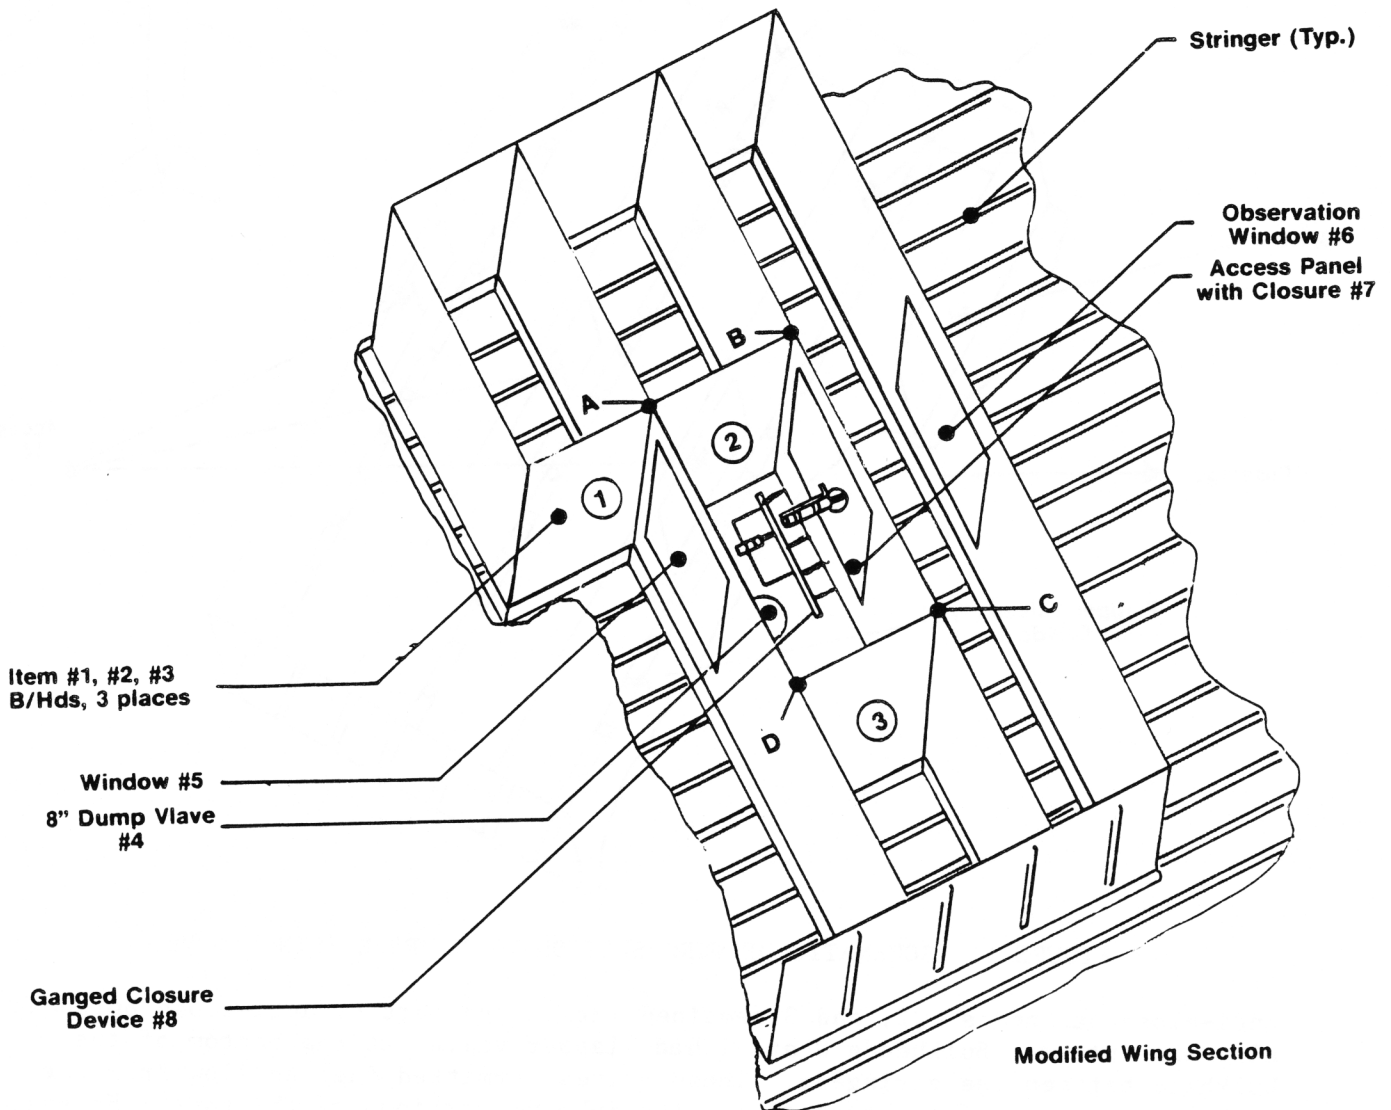 Stringer (Typ.)
Observation
Window #6
Access Panel
with Closure #7
B
A
2
1
C
Item #1, #2, #3
B/Hds, 3 places
D
3
Window #5
8" Dump Vlave
#4
Ganged Closure
Device #8
Modified Wing Section